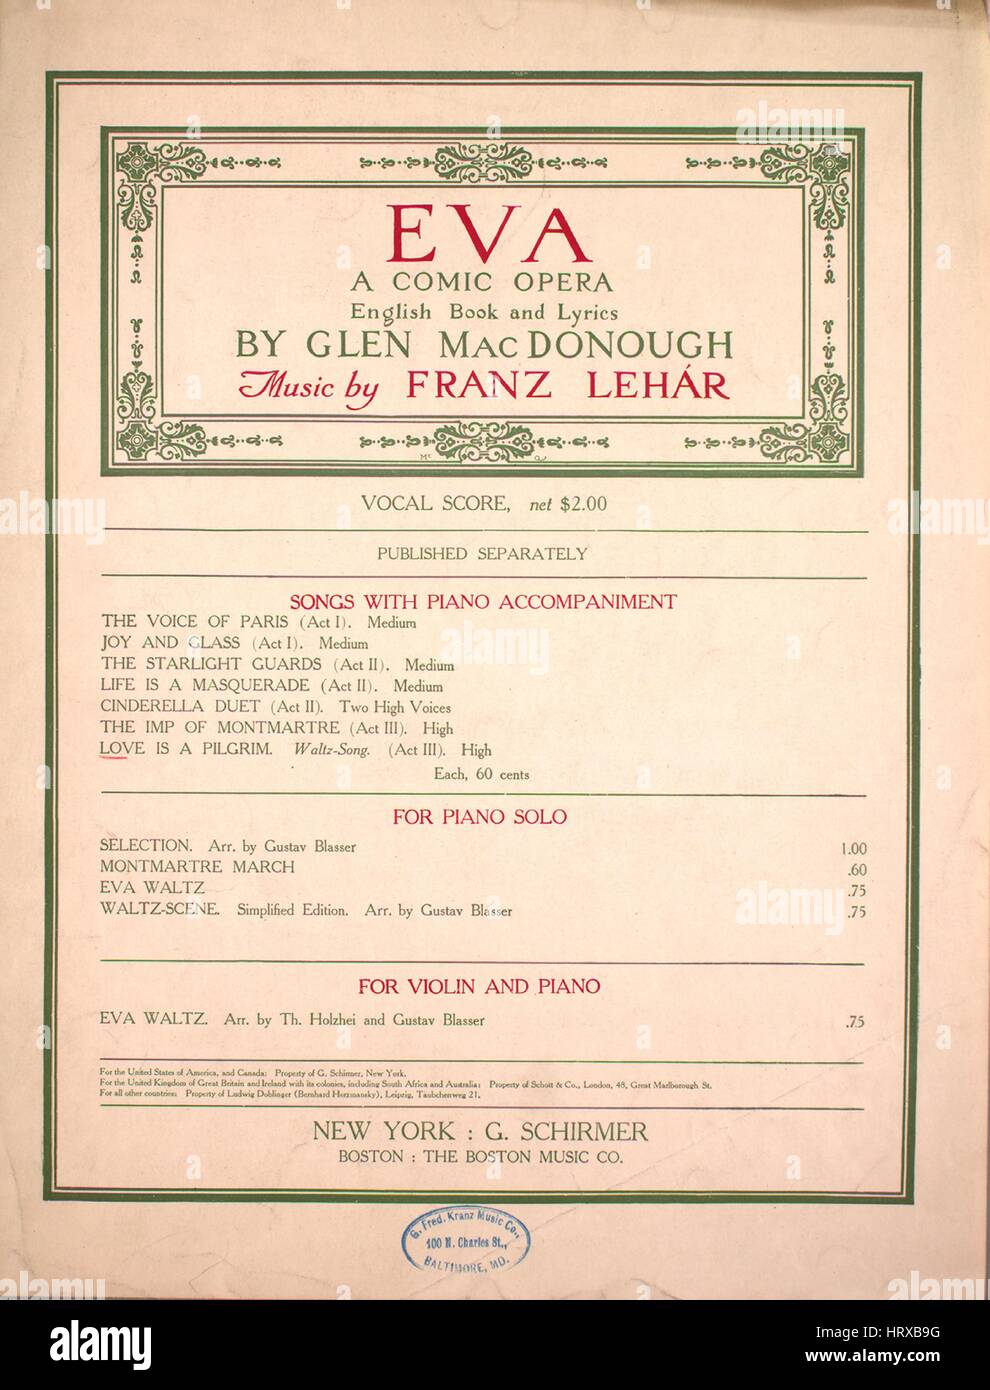 EVA
A COMIC OPERA
English Book and Lyrics
BY GLEN MACDONOUGH
Music by FRANZ LEHÁR
VOCAL SCORE, net $2.00
PUBLISHED SEPARATELY
SONGS WITH PIANO ACCOMPANIMENT
THE VOICE OF PARIS (Act I). Medium
JOY AND GLASS (Act I). Medium
THE STARLIGHT GUARDS (Act II). Medium
LIFE IS A MASQUERADE (Act II). Medium
CINDERELLA DUET (Act II). Two High Voices
THE IMP OF MONTMARTRE (Act III). High
LOVE IS A PILGRIM. Waltz-Song. (Act III). High
Each, 60 cents
FOR PIANO SOLO
SELECTION. Arr. by Gustav Blasser 1.00
MONTMARTRE MARCH .60
EVA WALTZ .75
WALTZ-SCENE. Simplified Edition. Arr. by Gustav Blasser .75
FOR VIOLIN AND PIANO
EVA WALTZ. Arr. by Th. Holzhei and Gustav Blasser .75
For the United States of America, and Canada: Property of G. Schirmer, New York.
For the United Kingdom of Great Britain and Ireland with its colonies, including South Africa and Australia: Property of Schott & Co., London, 48, Great Marlborough St.
For all other countries: Property of Ludwig Doblinger (Bernhard Herzmansky), Leipzig, Täubchenweg 21.
NEW YORK : G. SCHIRMER
BOSTON : THE BOSTON MUSIC CO.
G. Fred. Kranz Music Co.,
100 N. Charles St.,
BALTIMORE, MD.
alamy
Image ID: HRXB9G
www.alamy.com